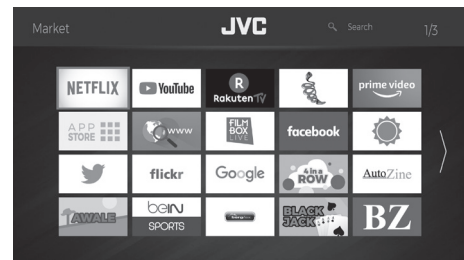 Market JVC Search 1/3
NETFLIX YouTube R Rakuten TV prime video
APP STORE www FILM BOX LIVE facebook
flickr Google 4 in a ROW AutoZine
AWALE beIN SPORTS BLACK JACK BZ